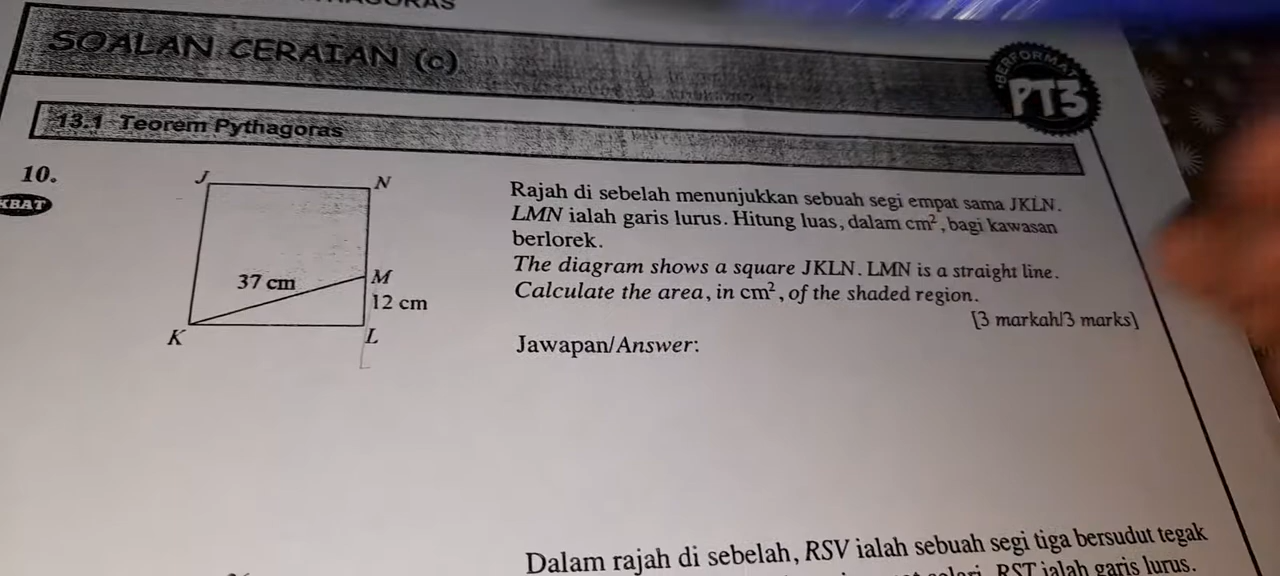 SOALAN CERAIAN (c)
BERFORMAT
PT3
13.1 Teorem Pythagoras
10.
KBAT
J
N
37 cm
M
12 cm
K
L
Rajah di sebelah menunjukkan sebuah segi empat sama JKLN.
LMN ialah garis lurus. Hitung luas, dalam cm², bagi kawasan
berlorek.
The diagram shows a square JKLN. LMN is a straight line.
Calculate the area, in cm², of the shaded region.
[3 markah/3 marks]
Jawapan/Answer:
Dalam rajah di sebelah, RSV ialah sebuah segi tiga bersudut tegak
RST ialah garis lurus.